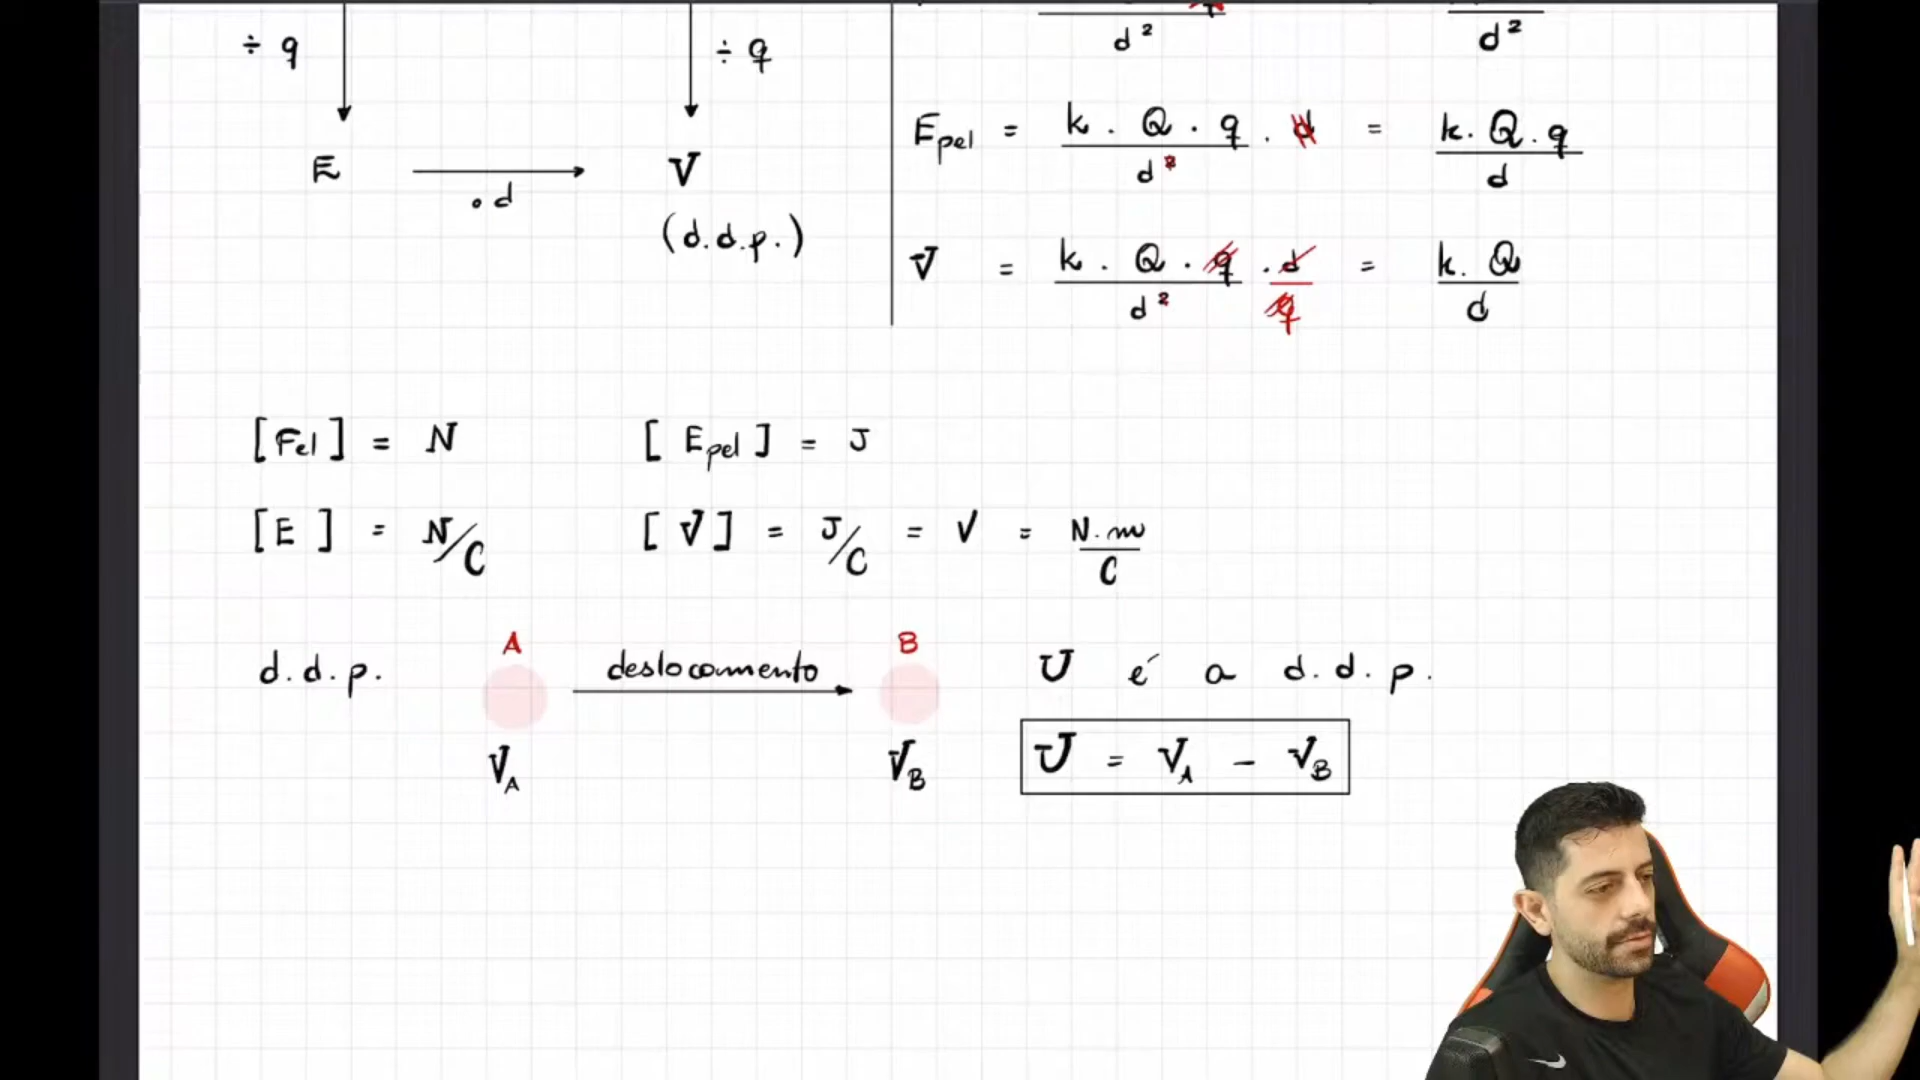 ÷ q
÷ q
d²
d²
E . d V
(d.d.p.)
Epel = k . Q . q / d² . d = k . Q . q / d
V = k . Q . q / d² . d / q = k . Q / d
[Fel] = N [Epel] = J
[E] = N/C [V] = J/C = V = N.m / C
d.d.p. A deslocamento B U é a d.d.p.
VA VB U = VA - VB